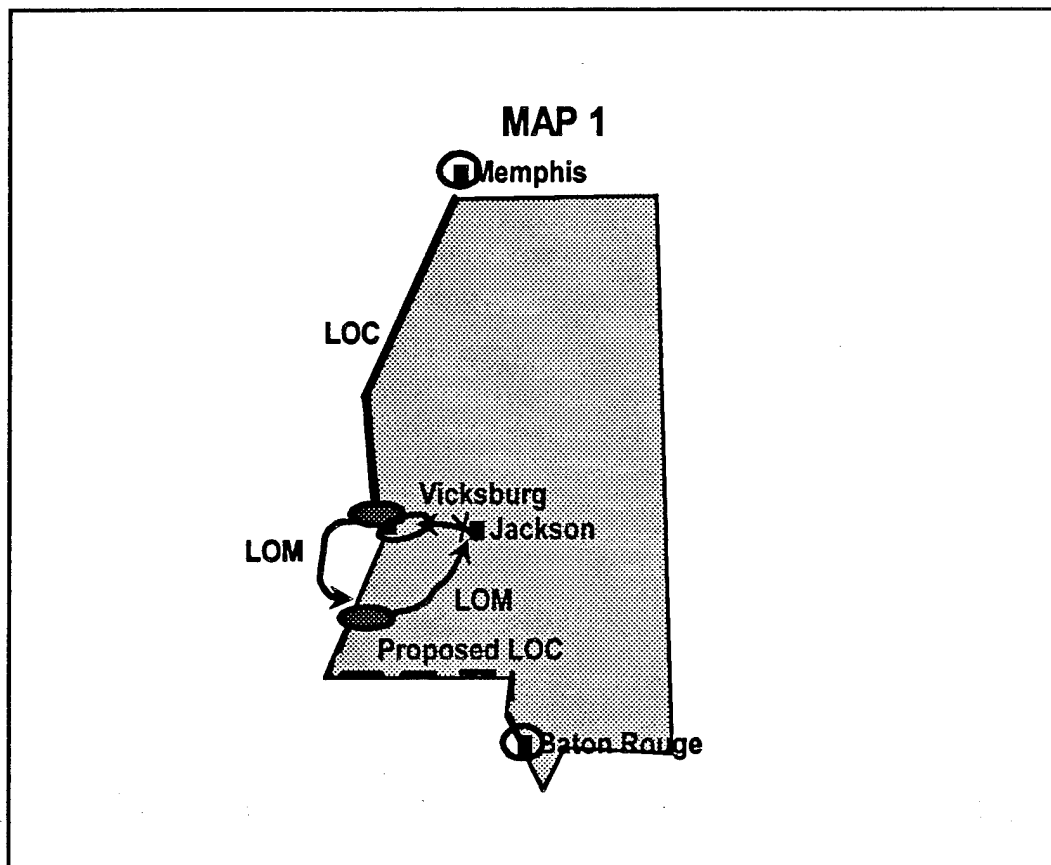 MAP 1
Memphis
LOC
Vicksburg
Jackson
LOM
LOM
Proposed LOC
Baton Rouge